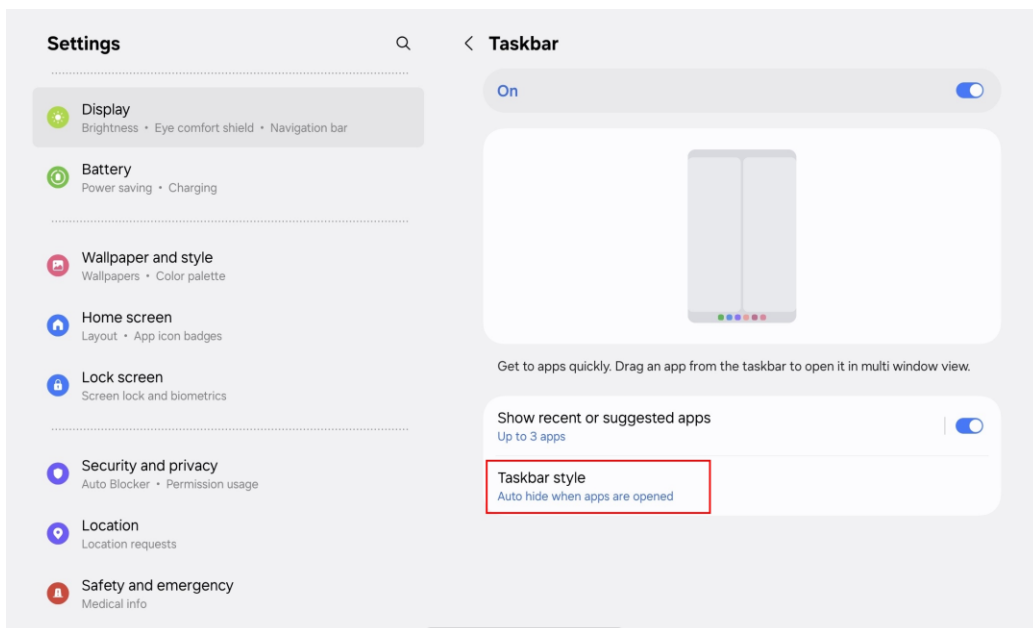 Settings
Display
Brightness • Eye comfort shield • Navigation bar
Battery
Power saving • Charging
Wallpaper and style
Wallpapers • Color palette
Home screen
Layout • App icon badges
Lock screen
Screen lock and biometrics
Security and privacy
Auto Blocker • Permission usage
Location
Location requests
Safety and emergency
Medical info
Taskbar
On
Get to apps quickly. Drag an app from the taskbar to open it in multi window view.
Show recent or suggested apps
Up to 3 apps
Taskbar style
Auto hide when apps are opened